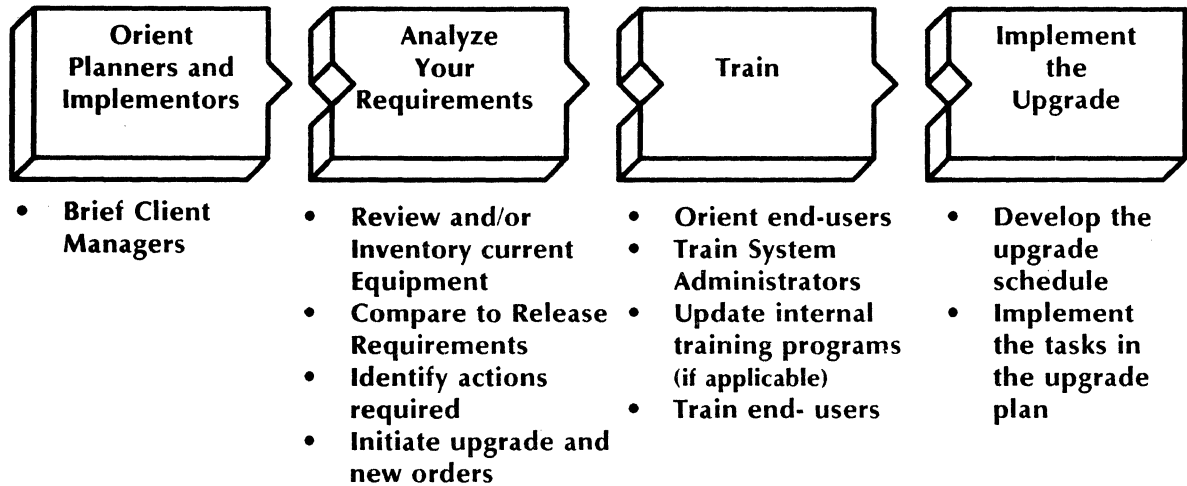 Orient
Planners and
Implementors
Analyze
Your
Requirements
Train
Implement
the
Upgrade
• Brief Client
Managers
• Review and/or
Inventory current
Equipment
• Compare to Release
Requirements
• Identify actions
required
• Initiate upgrade and
new orders
• Orient end-users
• Train System
Administrators
• Update internal
training programs
(if applicable)
• Train end- users
• Develop the
upgrade
schedule
• Implement
the tasks in
the upgrade
plan